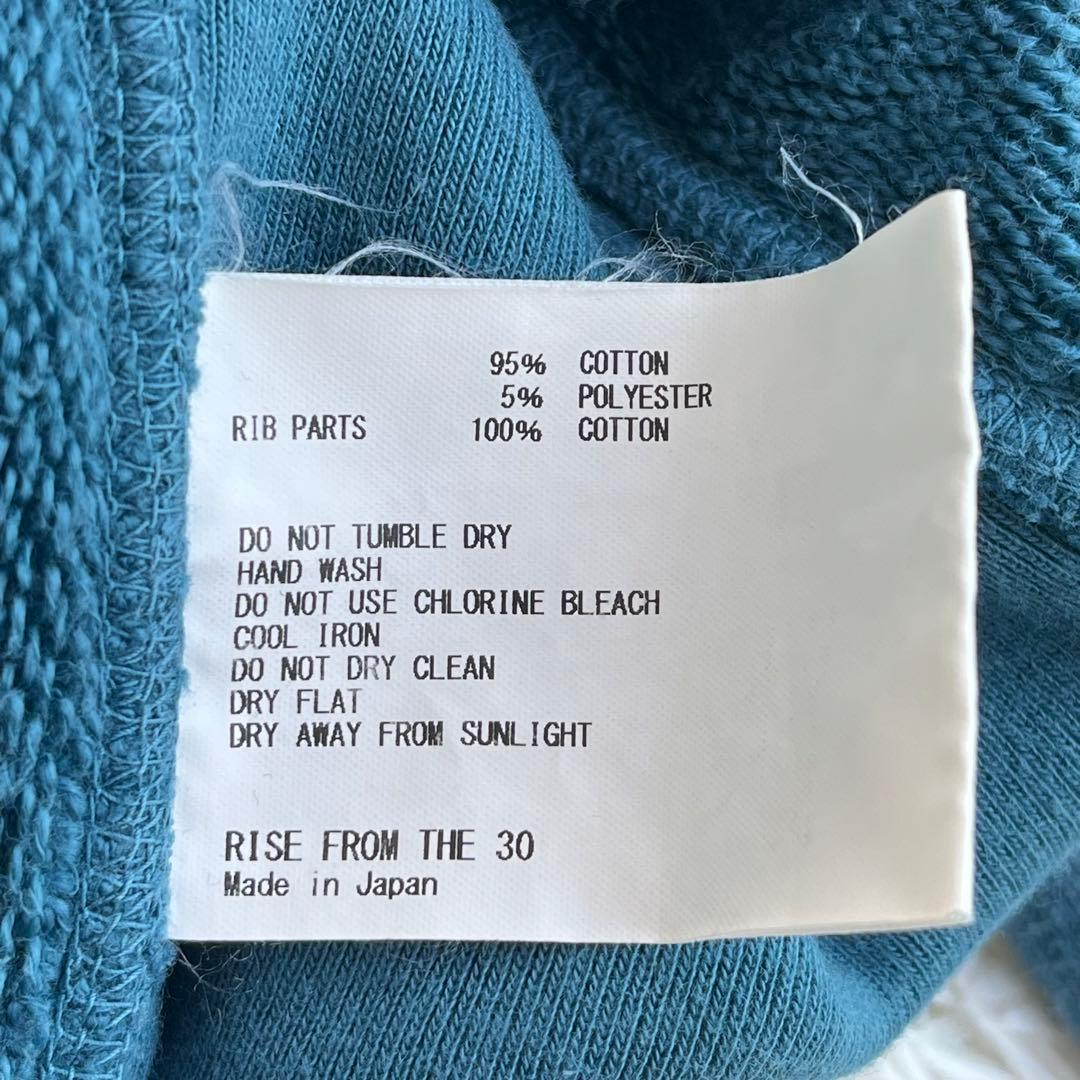 95% COTTON
5% POLYESTER
RIB PARTS 100% COTTON
DO NOT TUMBLE DRY
HAND WASH
DO NOT USE CHLORINE BLEACH
COOL IRON
DO NOT DRY CLEAN
DRY FLAT
DRY AWAY FROM SUNLIGHT
RISE FROM THE 30
Made in Japan